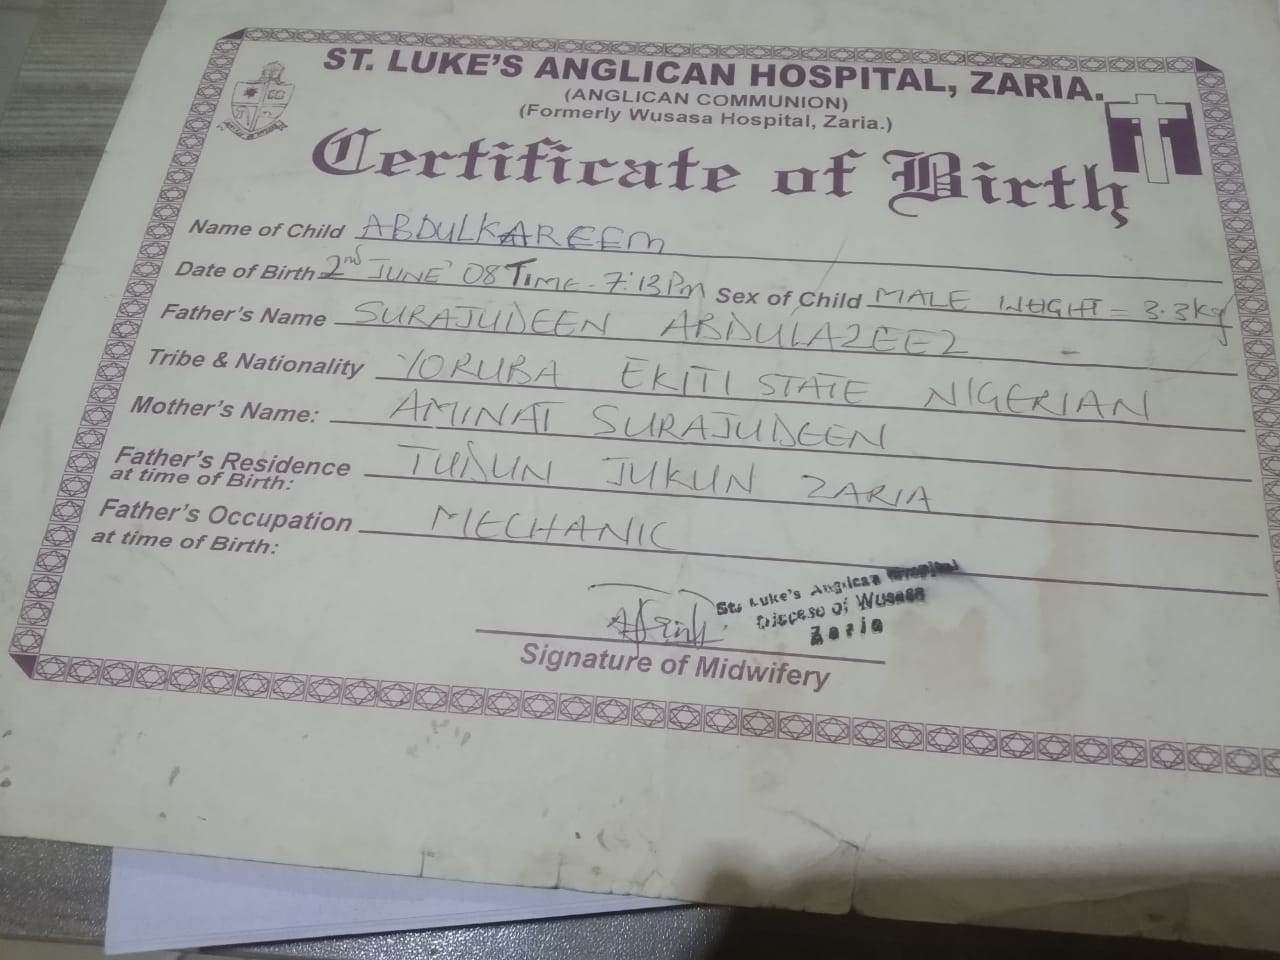 ST. LUKE'S ANGLICAN HOSPITAL, ZARIA.
(ANGLICAN COMMUNION)
(Formerly Wusasa Hospital, Zaria.)
Certificate of Birth
Name of Child ABDULKAREEM
Date of Birth 2nd JUNE' 08 TIME - 7:13PM Sex of Child MALE WEIGHT = 3.3kg
Father's Name SURAJUDEEN ABDULAZEEZ
Tribe & Nationality YORUBA EKITI STATE NIGERIAN
Mother's Name: AMINAT SURAJUDEEN
Father's Residence at time of Birth: TUDUN JUKUN ZARIA
Father's Occupation at time of Birth: MECHANIC
St. Luke's Anglican Hospital
Diocese of Wusasa
Zaria
Signature of Midwifery